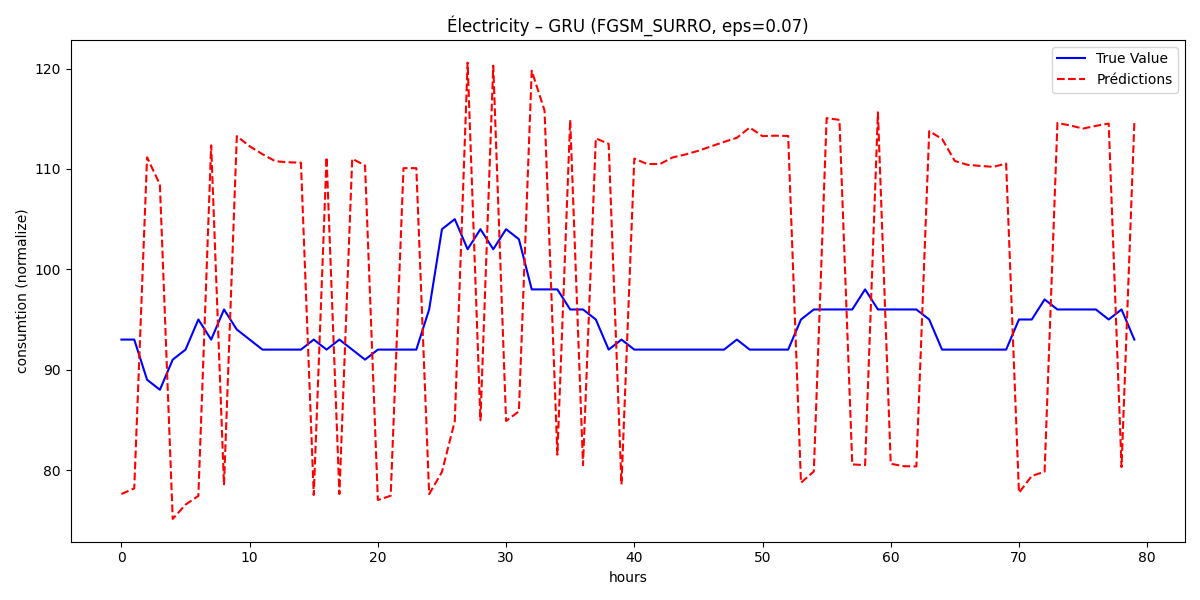 Électricity – GRU (FGSM_SURRO, eps=0.07)
True Value
Prédictions
consumtion (normalize)
120
110
100
90
80
0 10 20 30 40 50 60 70 80
hours